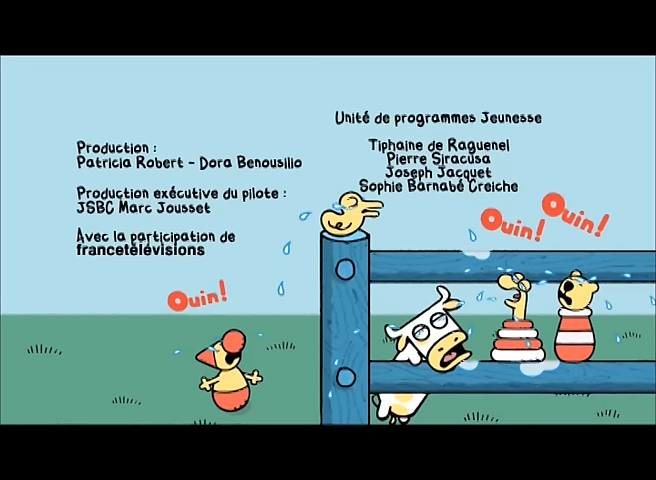 Production :
Patricia Robert - Dora Benousilio
Production exécutive du pilote :
JSBC Marc Jousset
Avec la participation de
francetélévisions
Unité de programmes Jeunesse
Tiphaine de Raguenel
Pierre Siracusa
Joseph Jacquet
Sophie Barnabé Creiche
Ouin!
Ouin!
Ouin!